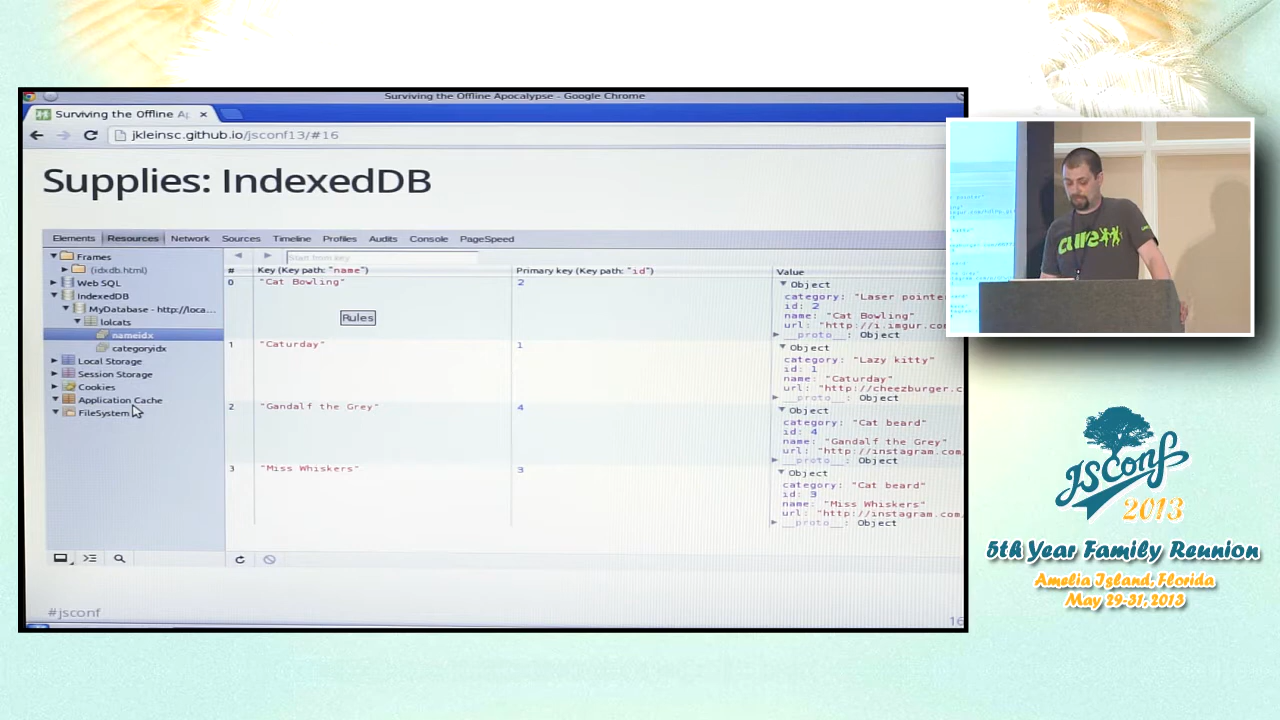 Surviving the Offline Apocalypse - Google Chrome
Surviving the Offline Ap
jkleinsc.github.io/jsconf13/#16
Supplies: IndexedDB
Elements Resources Network Sources Timeline Profiles Audits Console PageSpeed
Frames
(idxdb.html)
Web SQL
IndexedDB
MyDatabase - http://loca...
lolcats
nameidx
categoryidx
Local Storage
Session Storage
Cookies
Application Cache
FileSystem
Start from key
# Key (Key path: "name") Primary key (Key path: "id") Value
0 "Cat Bowling" 2
Object
category: "Laser pointe
id: 2
name: "Cat Bowling"
url: "http://i.imgur.co
__proto__: Object
Rules
1 "Caturday" 1
Object
category: "Lazy kitty"
id: 1
name: "Caturday"
url: "http://cheezburger.c
__proto__: Object
2 "Gandalf the Grey" 4
Object
category: "Cat beard"
id: 4
name: "Gandalf the Grey"
url: "http://instagram.com
__proto__: Object
3 "Miss Whiskers" 3
Object
category: "Cat beard"
id: 3
name: "Miss Whiskers"
url: "http://instagram.com
__proto__: Object
#jsconf
16
JSConf
2013
5th Year Family Reunion
Amelia Island, Florida
May 29-31, 2013